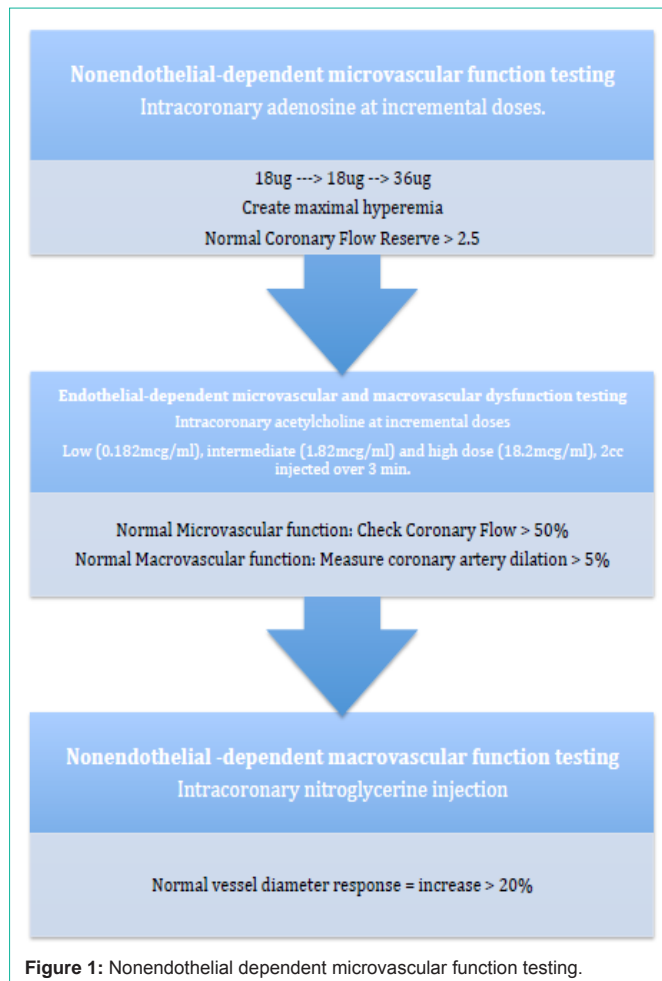 Nonendothelial-dependent microvascular function testing
Intracoronary adenosine at incremental doses.
18ug ---> 18ug --> 36ug
Create maximal hyperemia
Normal Coronary Flow Reserve > 2.5
Endothelial-dependent microvascular and macrovascular dysfunction testing
Intracoronary acetylcholine at incremental doses
Low (0.182mcg/ml), intermediate (1.82mcg/ml) and high dose (18.2mcg/ml), 2cc
injected over 3 min.
Normal Microvascular function: Check Coronary Flow > 50%
Normal Macrovascular function: Measure coronary artery dilation > 5%
Nonendothelial -dependent macrovascular function testing
Intracoronary nitroglycerine injection
Normal vessel diameter response = increase > 20%
Figure 1: Nonendothelial dependent microvascular function testing.